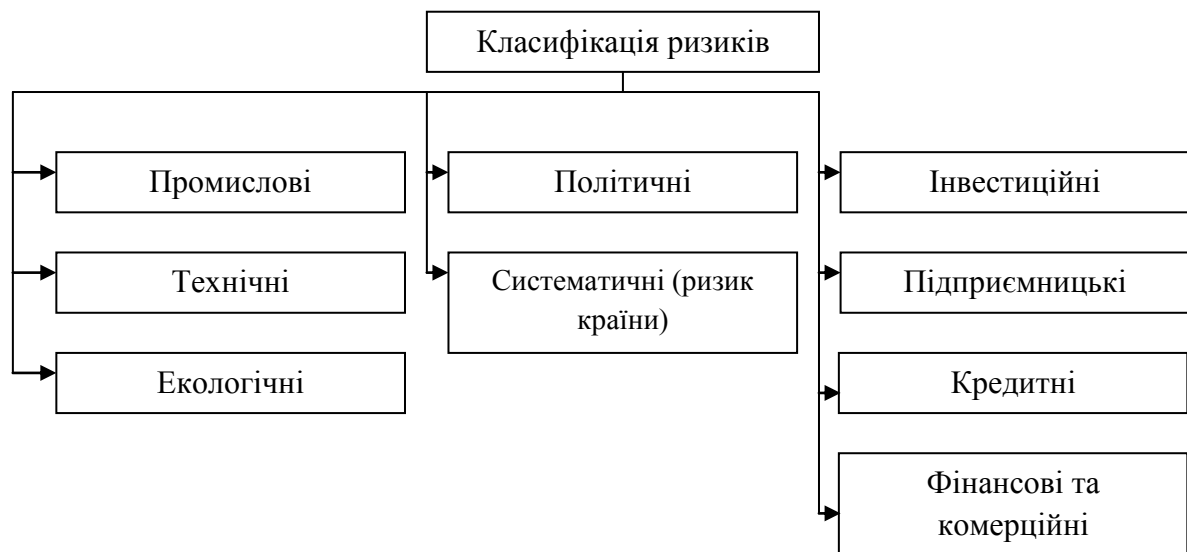 Класифікація ризиків
Промислові
Технічні
Екологічні
Політичні
Систематичні (ризик
країни)
Інвестиційні
Підприємницькі
Кредитні
Фінансові та
комерційні